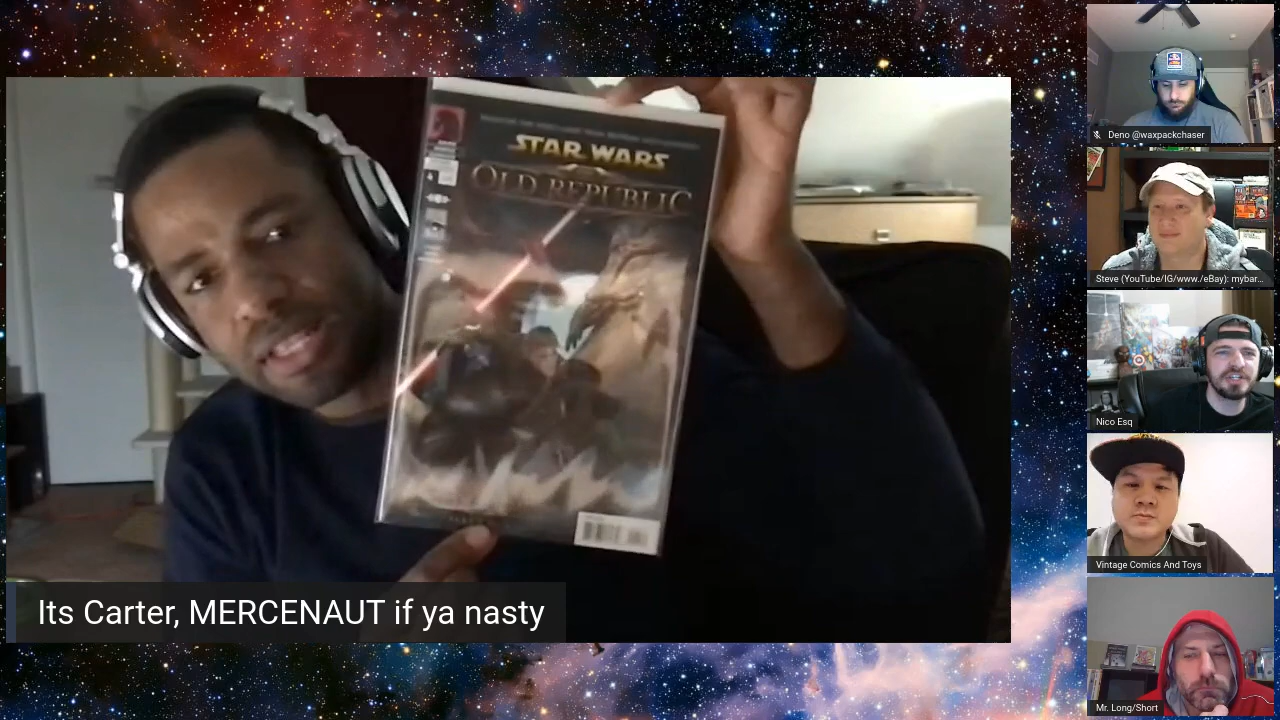 STAR WARS
OLD REPUBLIC
Its Carter, MERCENAUT if ya nasty
Deno @waxpackchaser
Steve (YouTube/IG/www./eBay): mybar...
Nico Esq
Vintage Comics And Toys
Mr. Long/Short